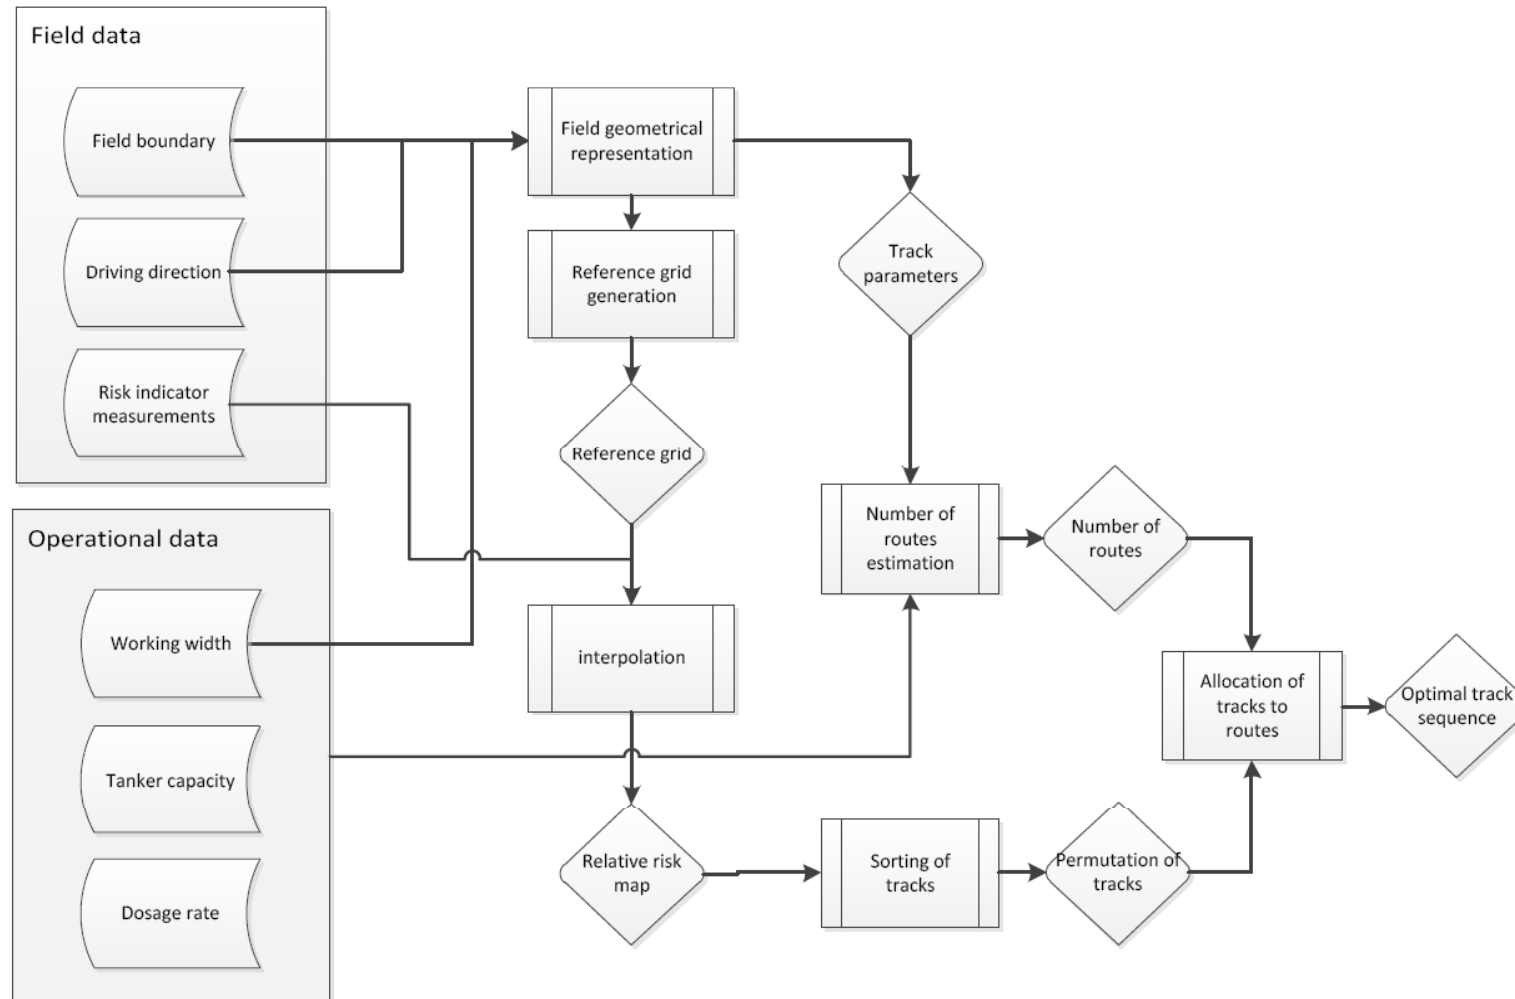 Field data
Field boundary
Driving direction
Risk indicator
measurements
Operational data
Working width
Tanker capacity
Dosage rate
Field geometrical
representation
Reference grid
generation
Reference grid
interpolation
Relative risk
map
Track
parameters
Number of
routes
estimation
Number of
routes
Sorting of
tracks
Permutation of
tracks
Allocation of
tracks to
routes
Optimal track
sequence